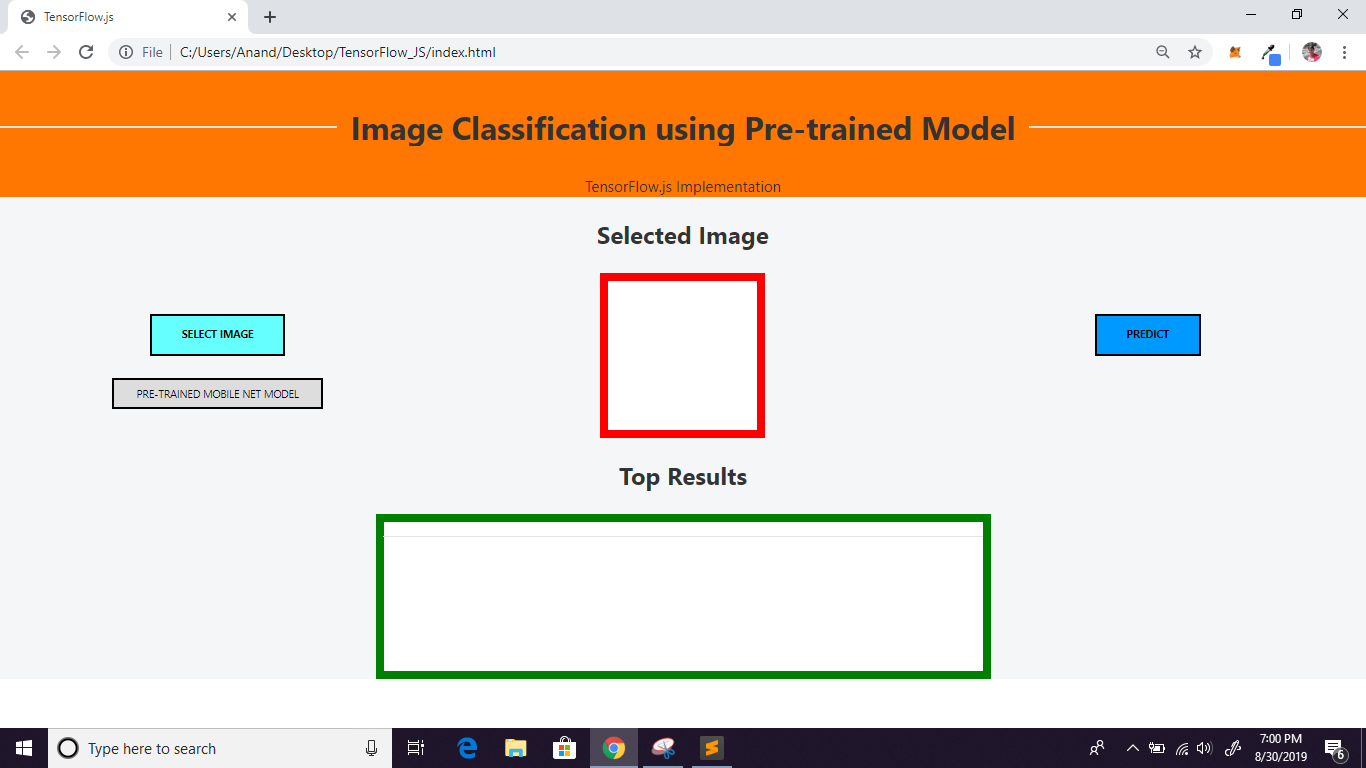 TensorFlow.js
File
C:/Users/Anand/Desktop/TensorFlow_JS/index.html
Image Classification using Pre-trained Model
TensorFlow.js Implementation
Selected Image
SELECT IMAGE
PREDICT
PRE-TRAINED MOBILE NET MODEL
Top Results
Type here to search
7:00 PM
8/30/2019
6